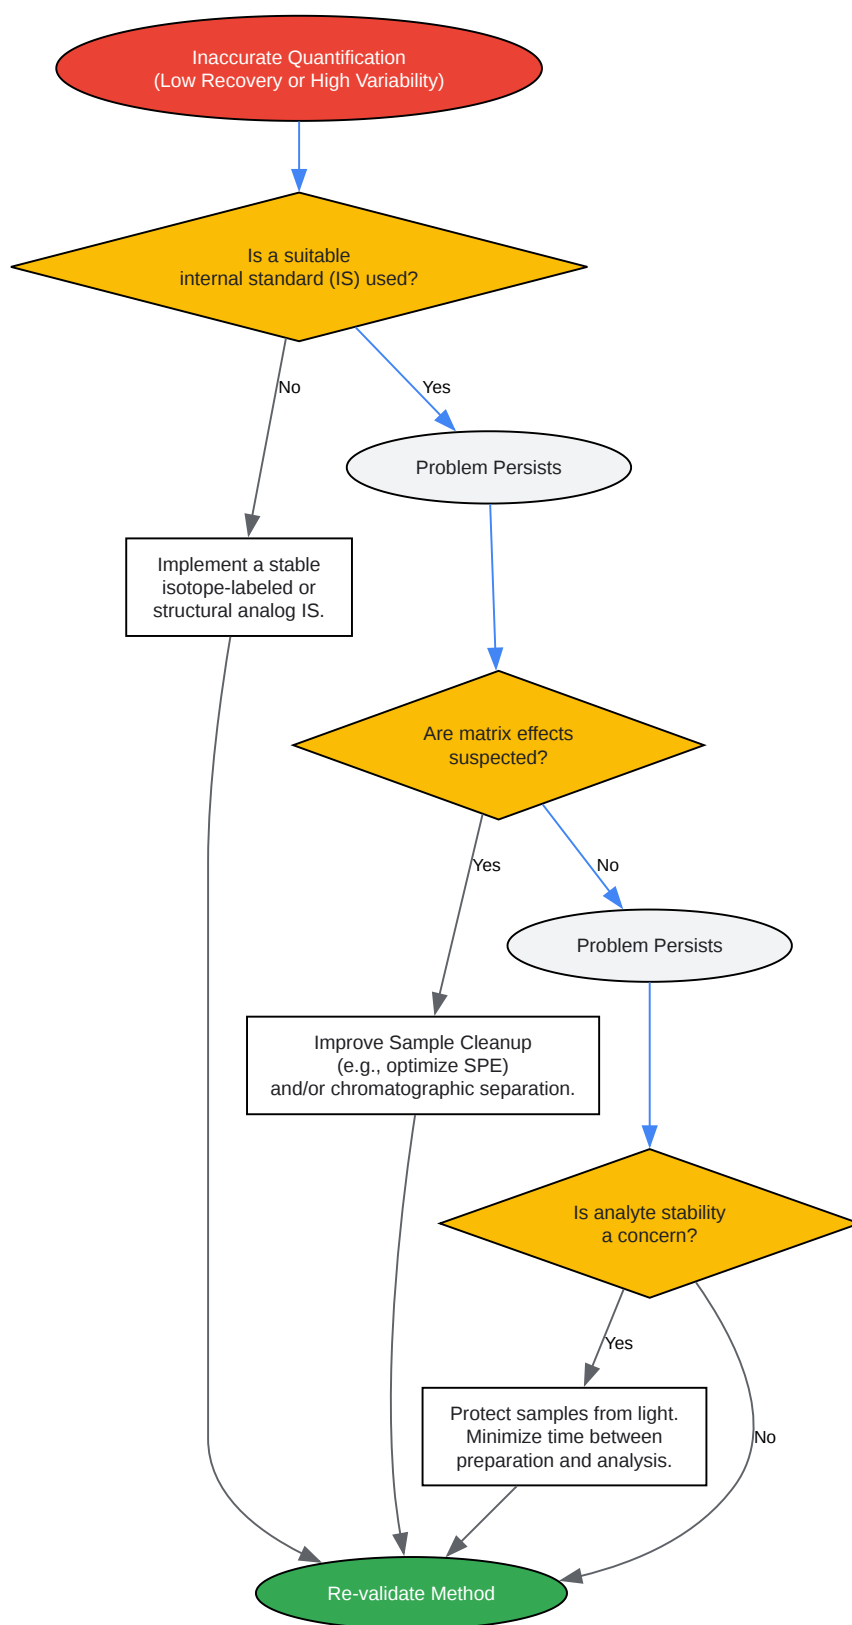 Inaccurate Quantification
(Low Recovery or High Variability)
Is a suitable
internal standard (IS) used?
No
Yes
Problem Persists
Implement a stable
isotope-labeled or
structural analog IS.
Are matrix effects
suspected?
Yes
No
Problem Persists
Improve Sample Cleanup
(e.g., optimize SPE)
and/or chromatographic separation.
Is analyte stability
a concern?
Yes
Protect samples from light.
Minimize time between
preparation and analysis.
No
Re-validate Method